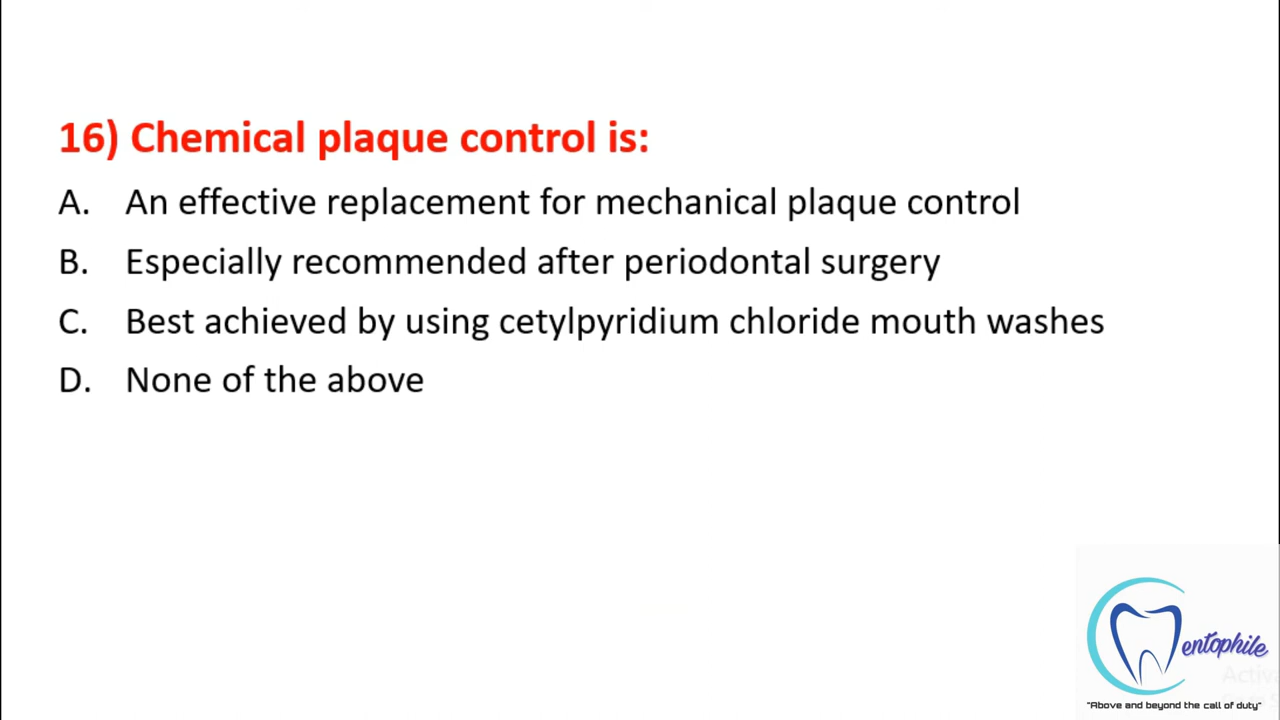 16) Chemical plaque control is:
A. An effective replacement for mechanical plaque control
B. Especially recommended after periodontal surgery
C. Best achieved by using cetylpyridium chloride mouth washes
D. None of the above
entophile
"Above and beyond the call of duty"